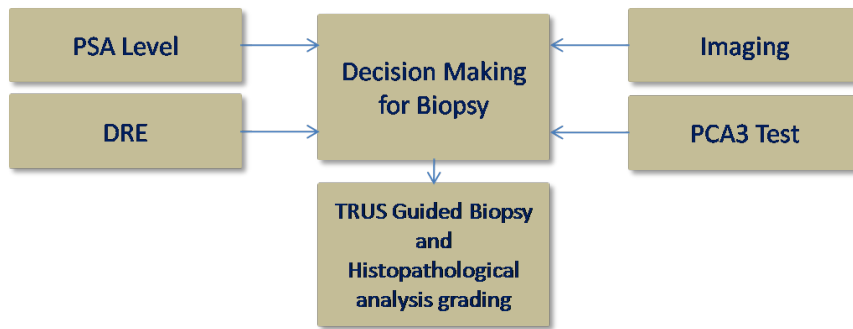 PSA Level
DRE
Decision Making
for Biopsy
Imaging
PCA3 Test
TRUS Guided Biopsy
and
Histopathological
analysis grading